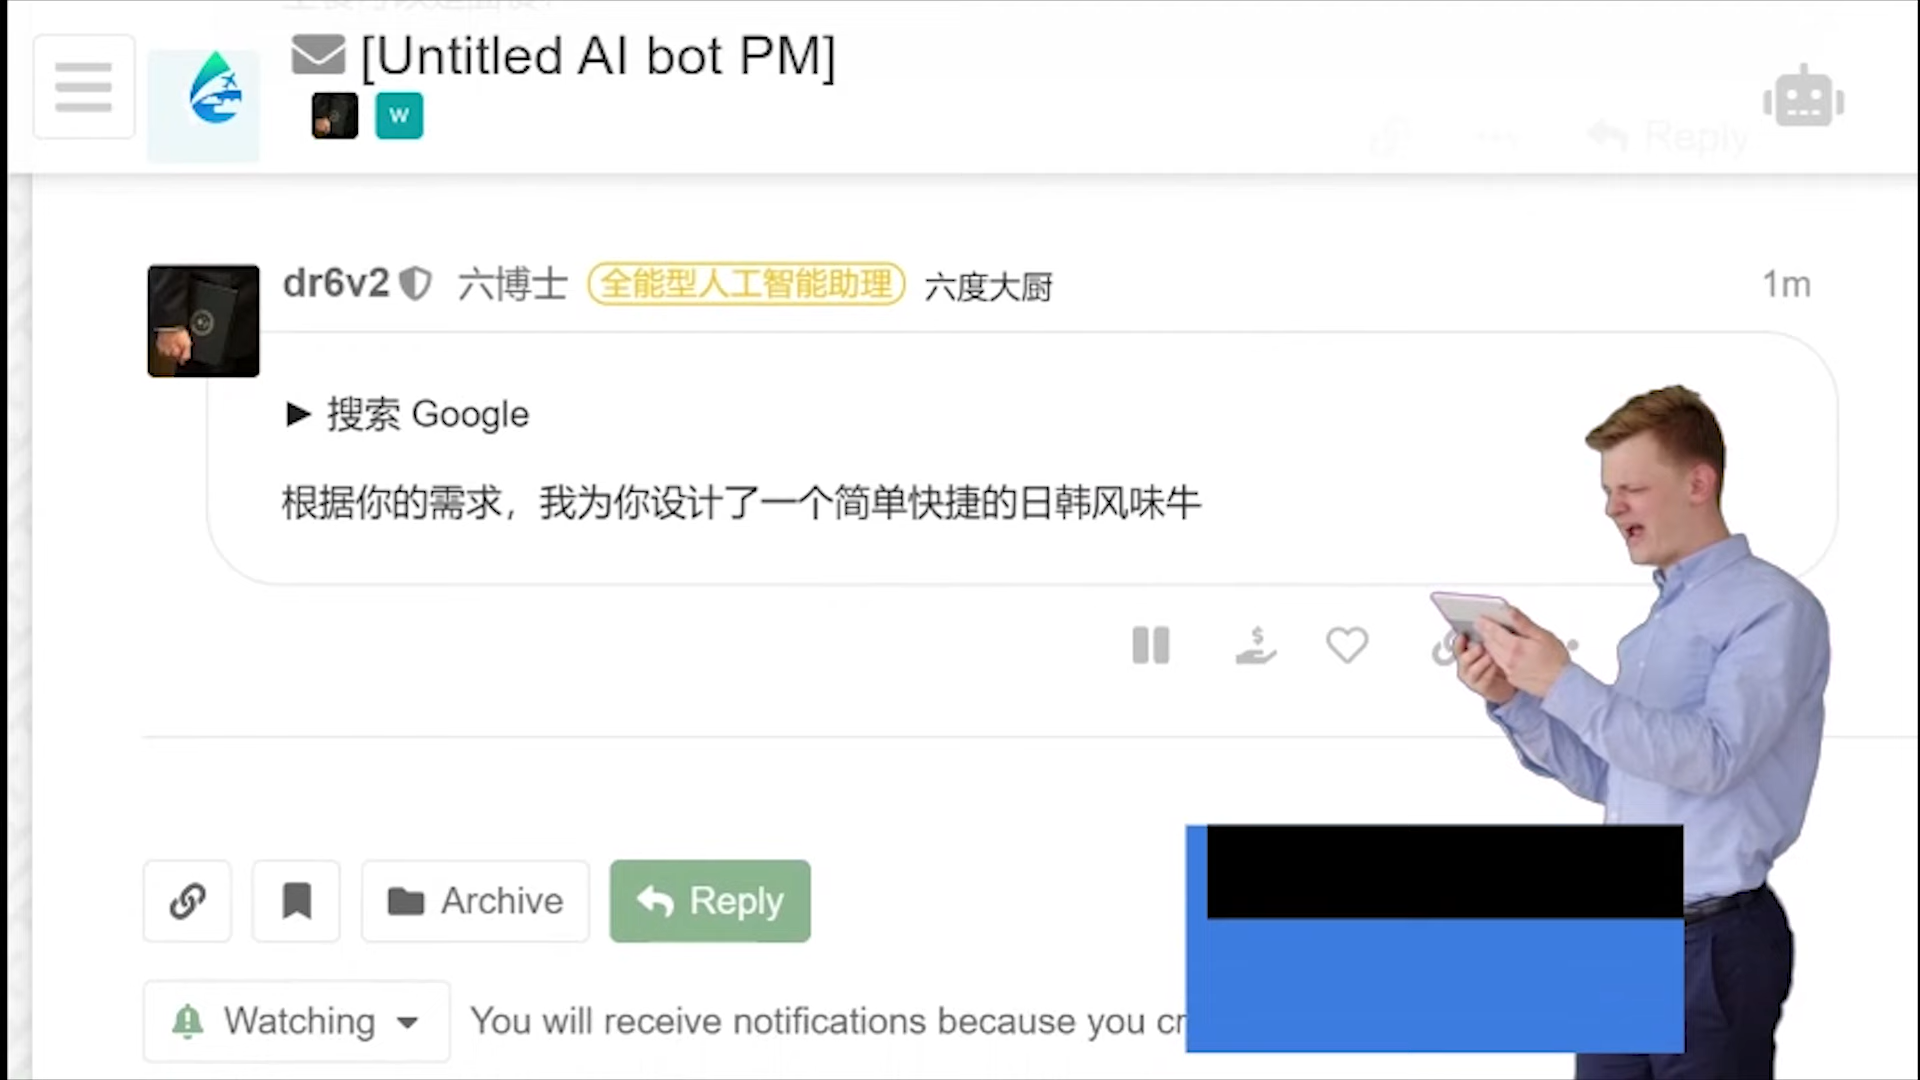 [Untitled AI bot PM]
W
Reply
dr6v2 六博士 全能型人工智能助理 六度大厨 1m
▶ 搜索 Google
根据你的需求，我为你设计了一个简单快捷的日韩风味牛
Archive
Reply
Watching
You will receive notifications because you cr